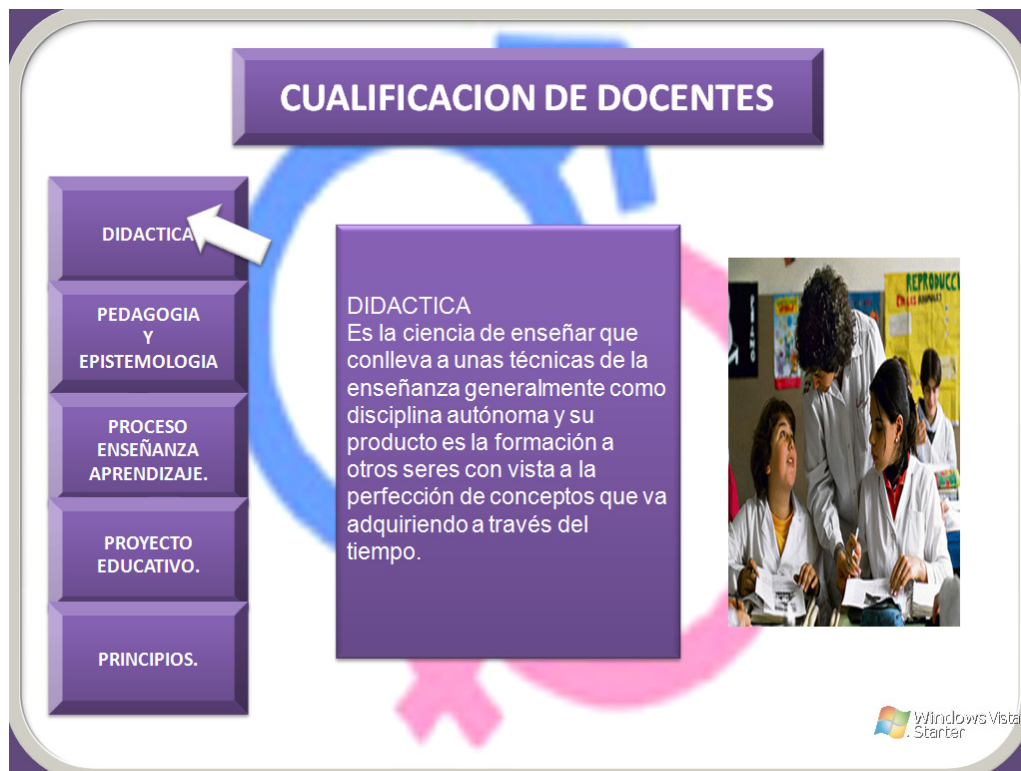 CUALIFICACION DE DOCENTES
DIDACTICA
PEDAGOGIA
Y
EPISTEMOLOGIA
PROCESO
ENSEÑANZA
APRENDIZAJE.
PROYECTO
EDUCATIVO.
PRINCIPIOS.
DIDACTICA
Es la ciencia de enseñar que
conlleva a unas técnicas de la
enseñanza generalmente como
disciplina autónoma y su
producto es la formación a
otros seres con vista a la
perfección de conceptos que va
adquiriendo a través del
tiempo.
REPRODUCC
Windows Vista
Starter